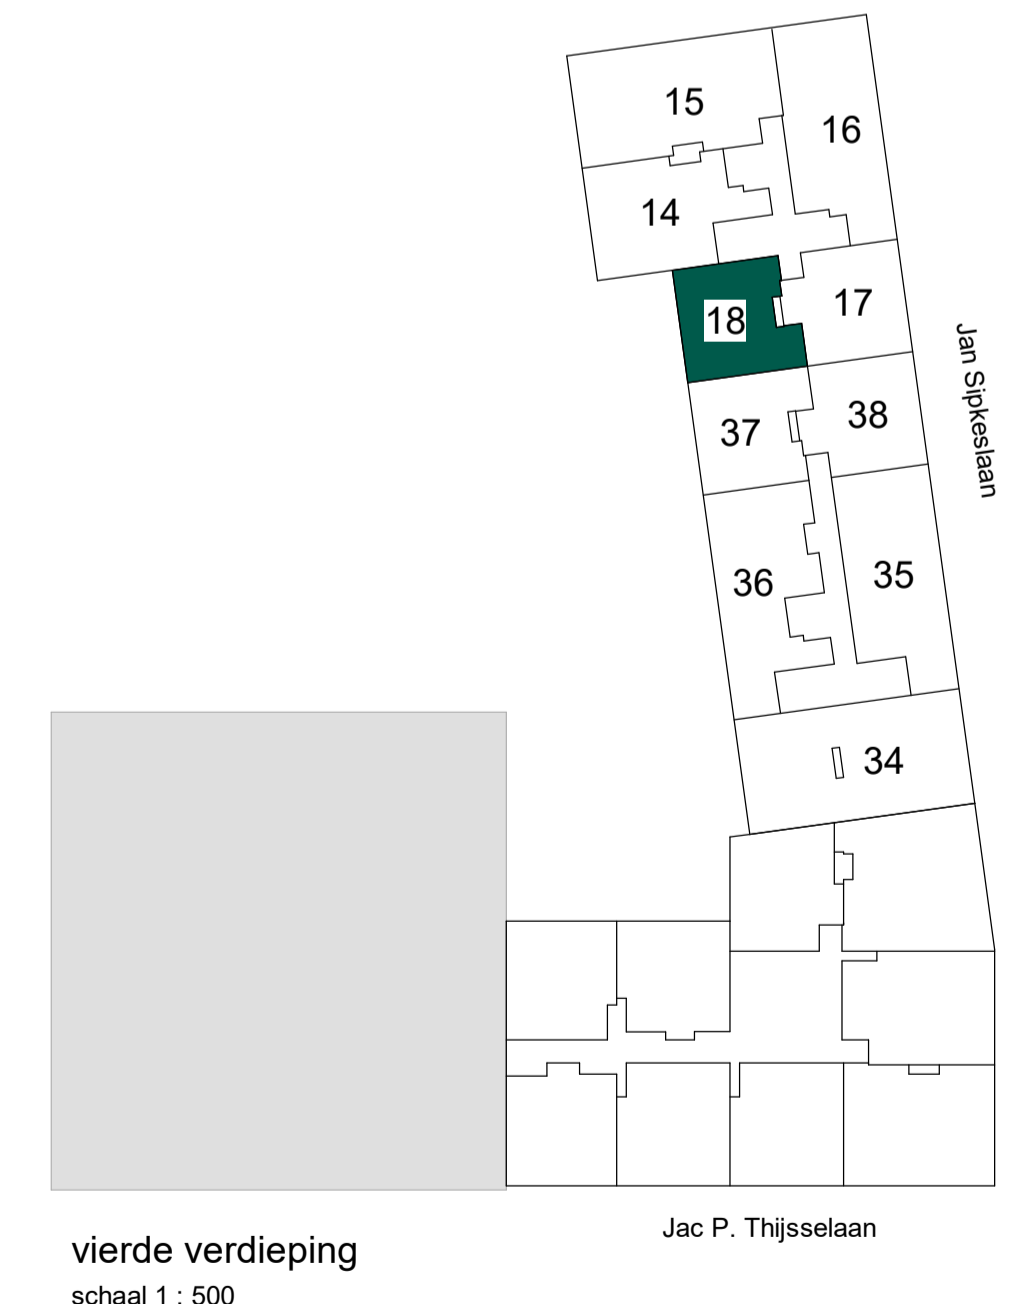 15
16
14
17
18
Jan Sipkeslaan
38
37
35
36
34
Jac P. Thijsselaan
vierde verdieping
schaal 1 : 500